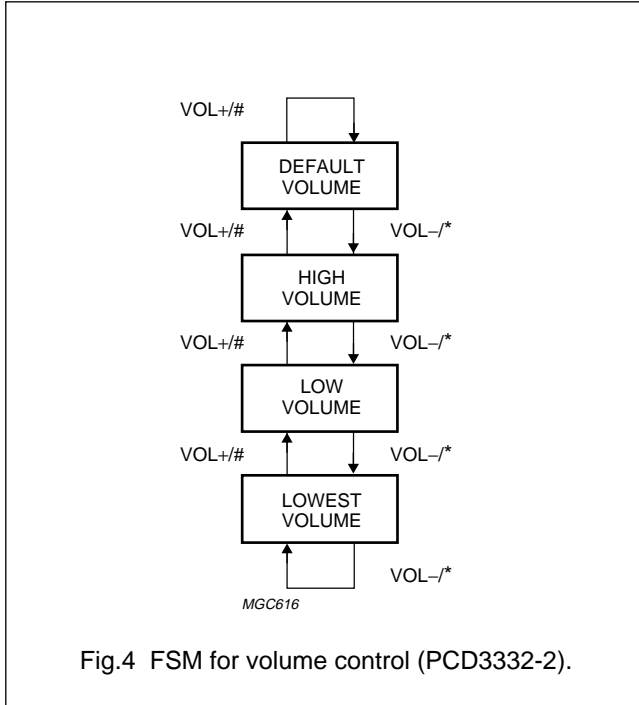 VOL+/#
DEFAULT
VOLUME
VOL+/#
VOL−/*
HIGH
VOLUME
VOL+/#
VOL−/*
LOW
VOLUME
VOL+/#
VOL−/*
LOWEST
VOLUME
VOL−/*
MGC616
Fig.4 FSM for volume control (PCD3332-2).